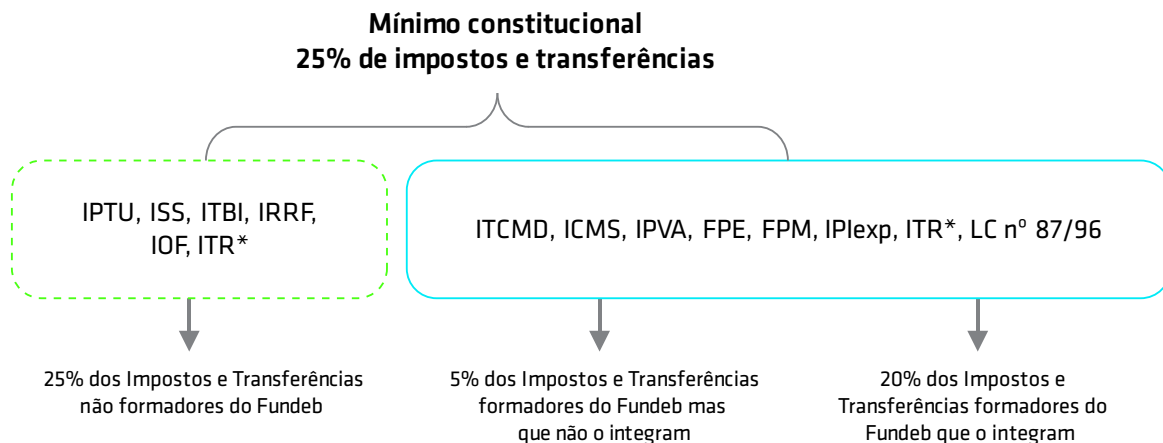 Mínimo constitucional
25% de impostos e transferências
IPTU, ISS, ITBI, IRRF,
IOF, ITR*
ITCMD, ICMS, IPVA, FPE, FPM, IPIexp, ITR*, LC nº 87/96
25% dos Impostos e Transferências
não formadores do Fundeb
5% dos Impostos e Transferências
formadores do Fundeb mas
que não o integram
20% dos Impostos e
Transferências formadores do
Fundeb que o integram